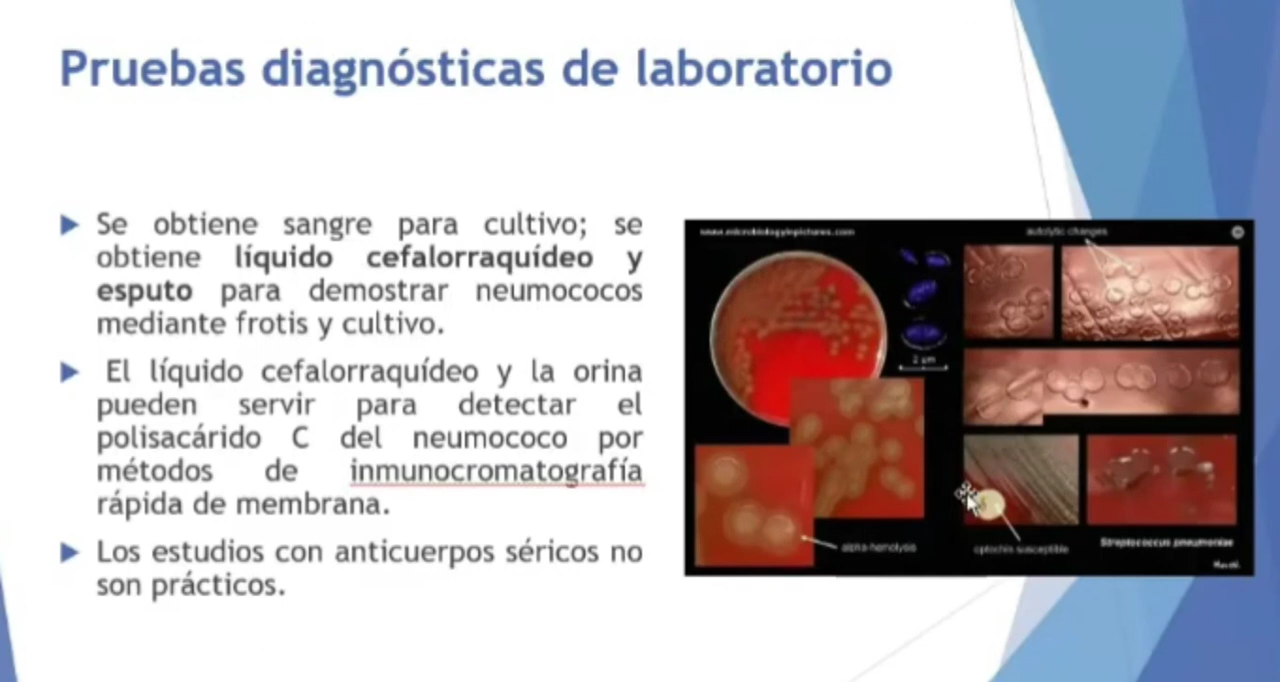 Pruebas diagnósticas de laboratorio
Se obtiene sangre para cultivo; se
obtiene líquido cefalorraquídeo y
esputo para demostrar neumococos
mediante frotis y cultivo.
El líquido cefalorraquídeo y la orina
pueden servir para detectar el
polisacárido C del neumococo por
métodos de inmunocromatografía
rápida de membrana.
Los estudios con anticuerpos séricos no
son prácticos.
www.microbiologyinpictures.com
autolytic changes
2 µm
alpha-hemolysis
optochin susceptible
Streptococcus pneumoniae